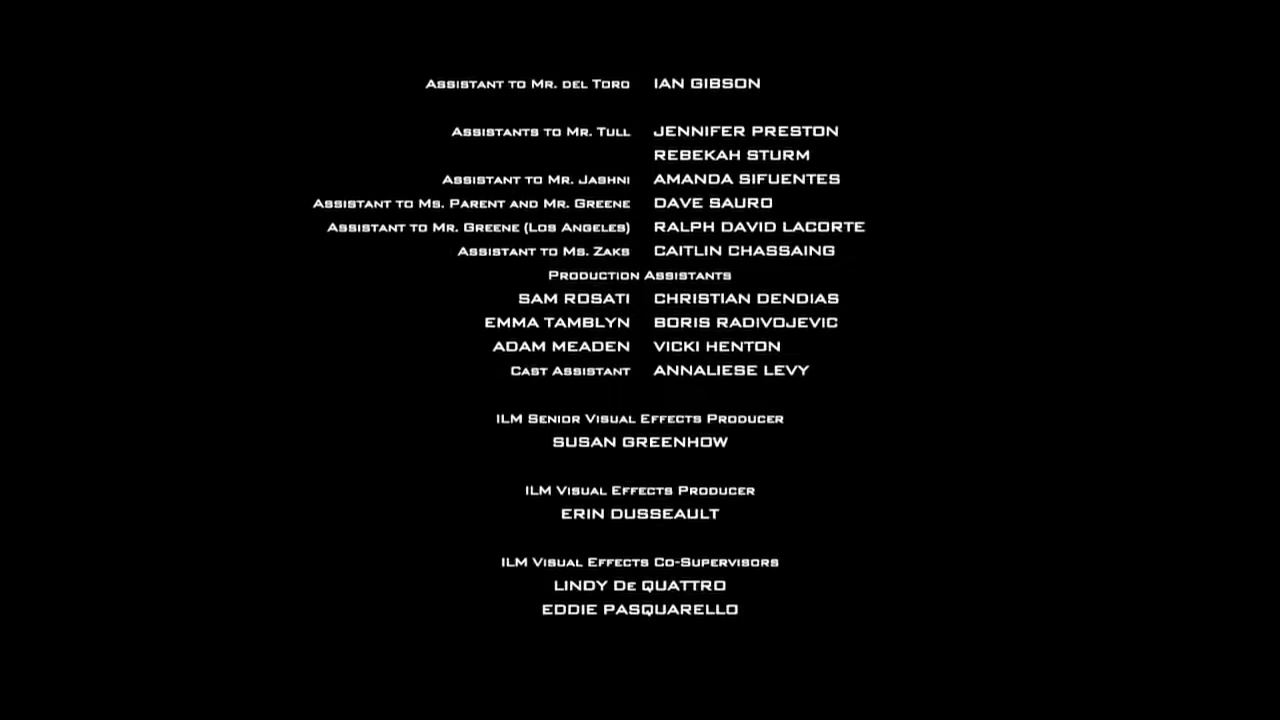 Assistant to Mr. del Toro IAN GIBSON
Assistants to Mr. Tull JENNIFER PRESTON
REBEKAH STURM
Assistant to Mr. Jashni AMANDA SIFUENTES
Assistant to Ms. Parent and Mr. Greene DAVE SAURO
Assistant to Mr. Greene (Los Angeles) RALPH DAVID LACORTE
Assistant to Ms. Zaks CAITLIN CHASSAING
Production Assistants
SAM ROSATI CHRISTIAN DENDIAS
EMMA TAMBLYN BORIS RADIVOJEVIC
ADAM MEADEN VICKI HENTON
Cast Assistant ANNALIESE LEVY
ILM Senior Visual Effects Producer
SUSAN GREENHOW
ILM Visual Effects Producer
ERIN DUSSEAULT
ILM Visual Effects Co-Supervisors
LINDY De QUATTRO
EDDIE PASQUARELLO